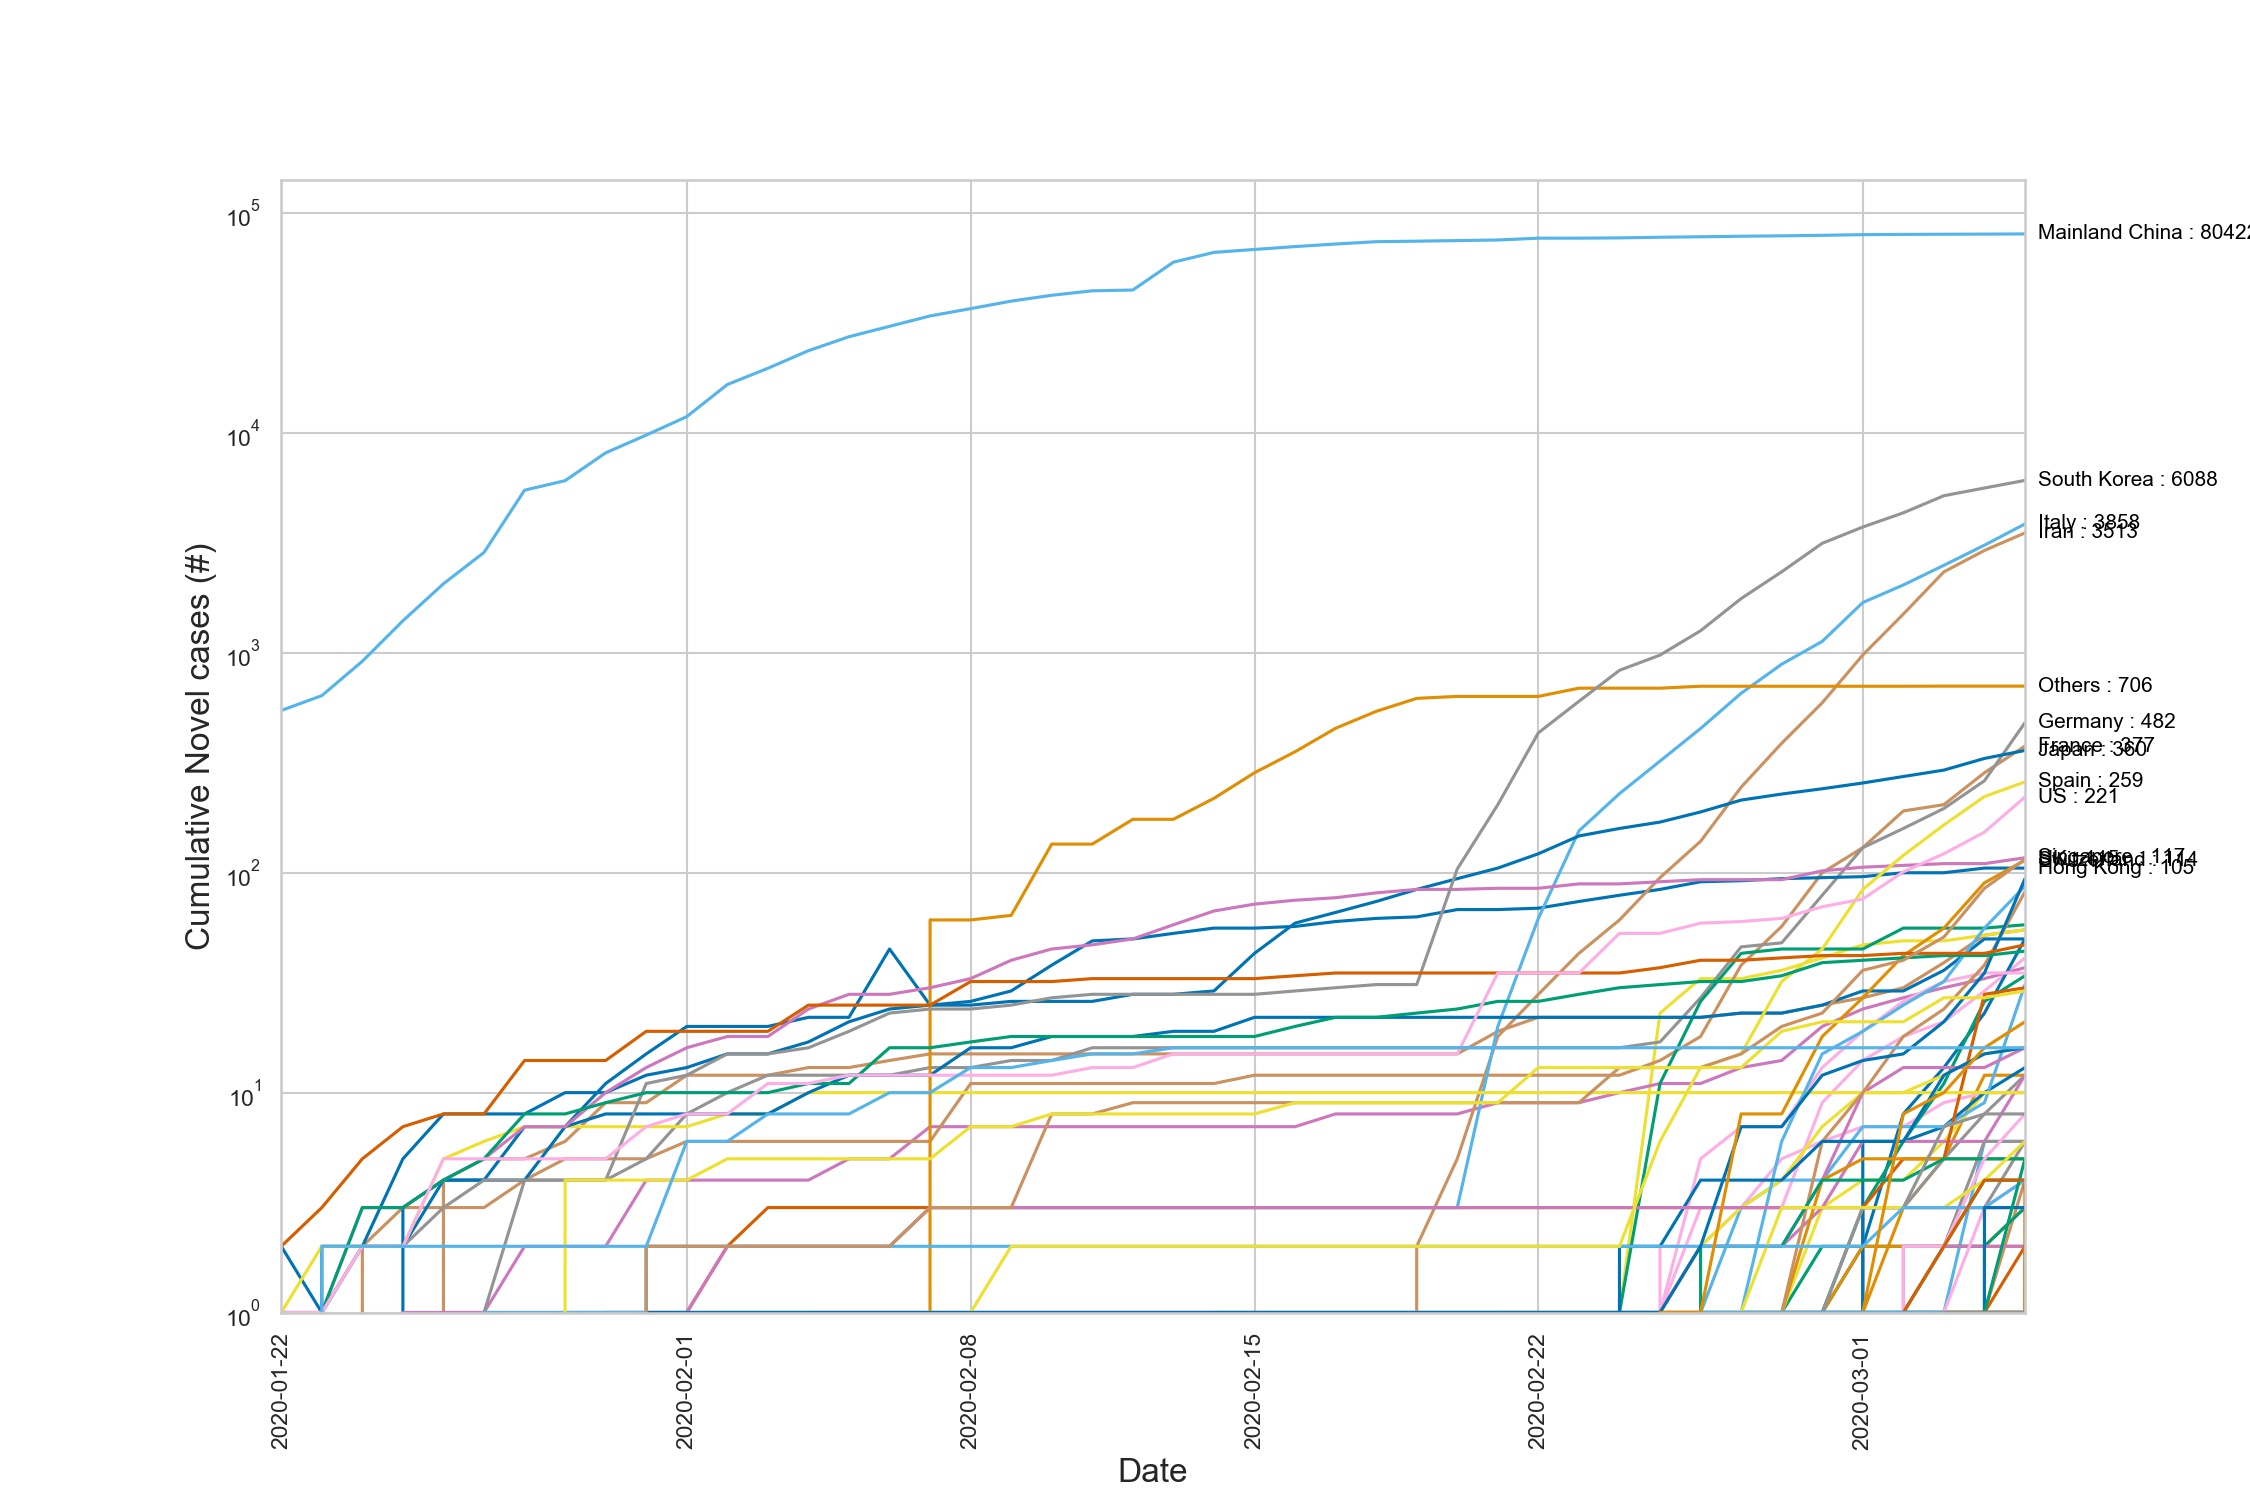 10^5
10^4
10^3
10^2
10^1
10^0
Cumulative Novel cases (#)
Mainland China : 80422
South Korea : 6088
Italy : 3858
Iran : 3513
Others : 706
Germany : 482
France : 377
Japan : 360
Spain : 259
US : 221
Singapore : 117
Hong Kong : 105
2020-01-22
2020-02-01
2020-02-08
2020-02-15
2020-02-22
2020-03-01
Date